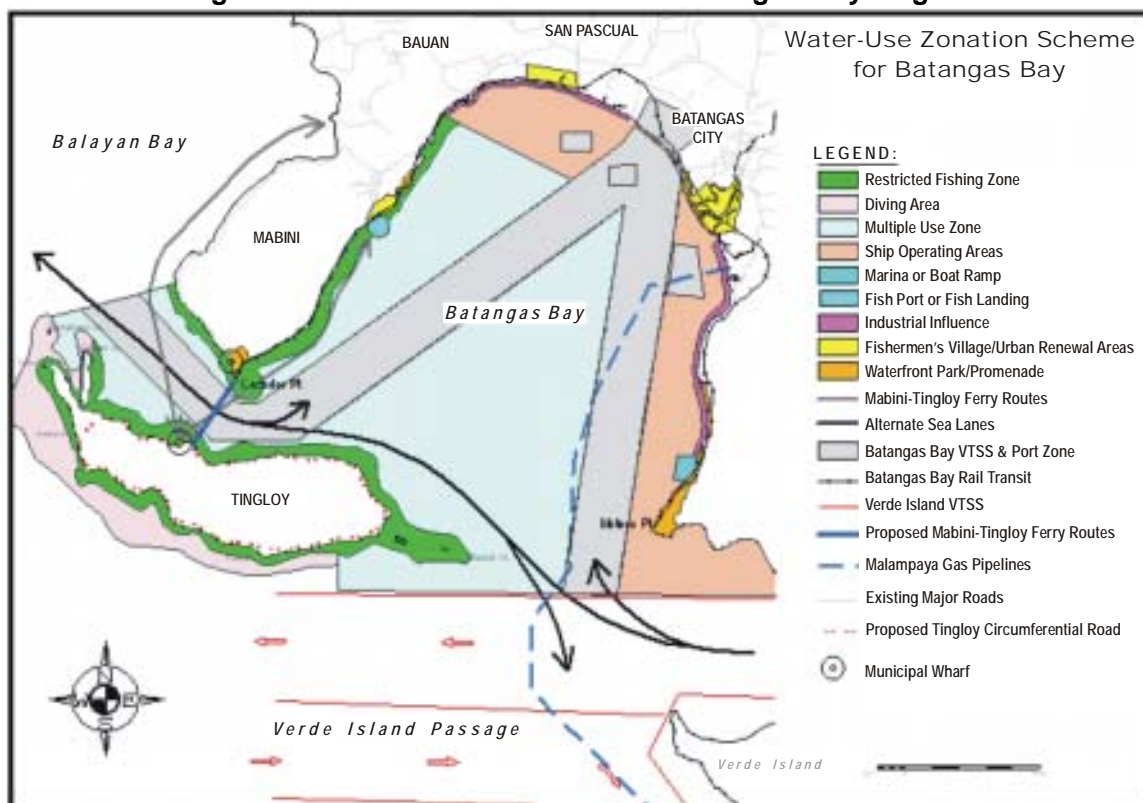 SAN PASCUAL
BAUAN
Water-Use Zonation Scheme
for Batangas Bay
BATANGAS
CITY
Balayan Bay
MABINI
Batangas Bay
TINGLOY
Verde Island Passage
Verde Island
LEGEND:
Restricted Fishing Zone
Diving Area
Multiple Use Zone
Ship Operating Areas
Marina or Boat Ramp
Fish Port or Fish Landing
Industrial Influence
Fishermen's Village/Urban Renewal Areas
Waterfront Park/Promenade
Mabini-Tingloy Ferry Routes
Alternate Sea Lanes
Batangas Bay VTSS & Port Zone
Batangas Bay Rail Transit
Verde Island VTSS
Proposed Mabini-Tingloy Ferry Routes
Malampaya Gas Pipelines
Existing Major Roads
Proposed Tingloy Circumferential Road
Municipal Wharf